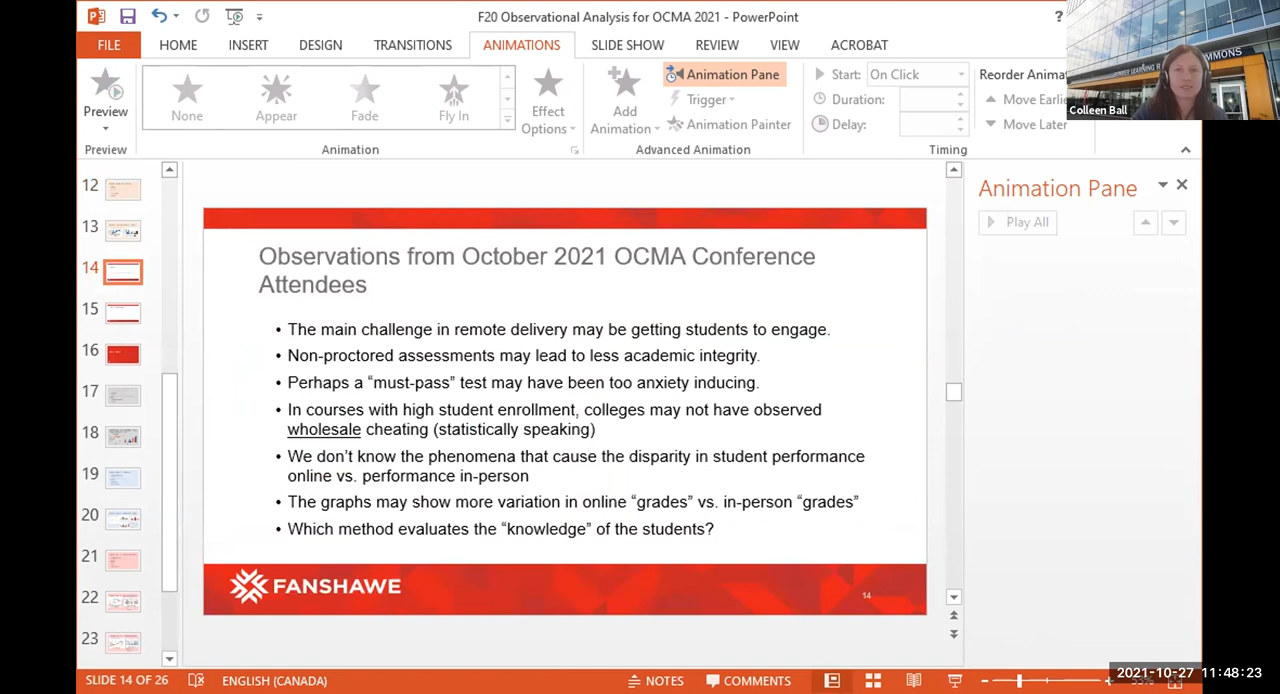 F20 Observational Analysis for OCMA 2021 - PowerPoint
?
FILE HOME INSERT DESIGN TRANSITIONS ANIMATIONS SLIDE SHOW REVIEW VIEW ACROBAT
COMMONS
Colleen Ball
Preview
Preview
None
Appear
Fade
Fly In
Animation
Effect
Options
Add
Animation
Animation Pane
Trigger
Animation Painter
Advanced Animation
Start: On Click
Duration:
Delay:
Timing
Reorder Anima
Move Earlie
Move Later
12
13
14
15
16
17
18
19
20
21
22
23
Observations from October 2021 OCMA Conference
Attendees
• The main challenge in remote delivery may be getting students to engage.
• Non-proctored assessments may lead to less academic integrity.
• Perhaps a “must-pass” test may have been too anxiety inducing.
• In courses with high student enrollment, colleges may not have observed
wholesale cheating (statistically speaking)
• We don’t know the phenomena that cause the disparity in student performance
online vs. performance in-person
• The graphs may show more variation in online “grades” vs. in-person “grades”
• Which method evaluates the “knowledge” of the students?
FANSHAWE
14
Animation Pane
Play All
SLIDE 14 OF 26 ENGLISH (CANADA) NOTES COMMENTS
2021-10-27 11:48:23